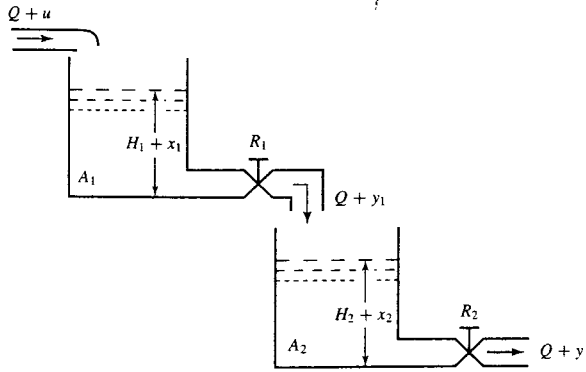 Q + u
H₁ + x₁
R₁
A₁
Q + y₁
H₂ + x₂
R₂
A₂
Q + y